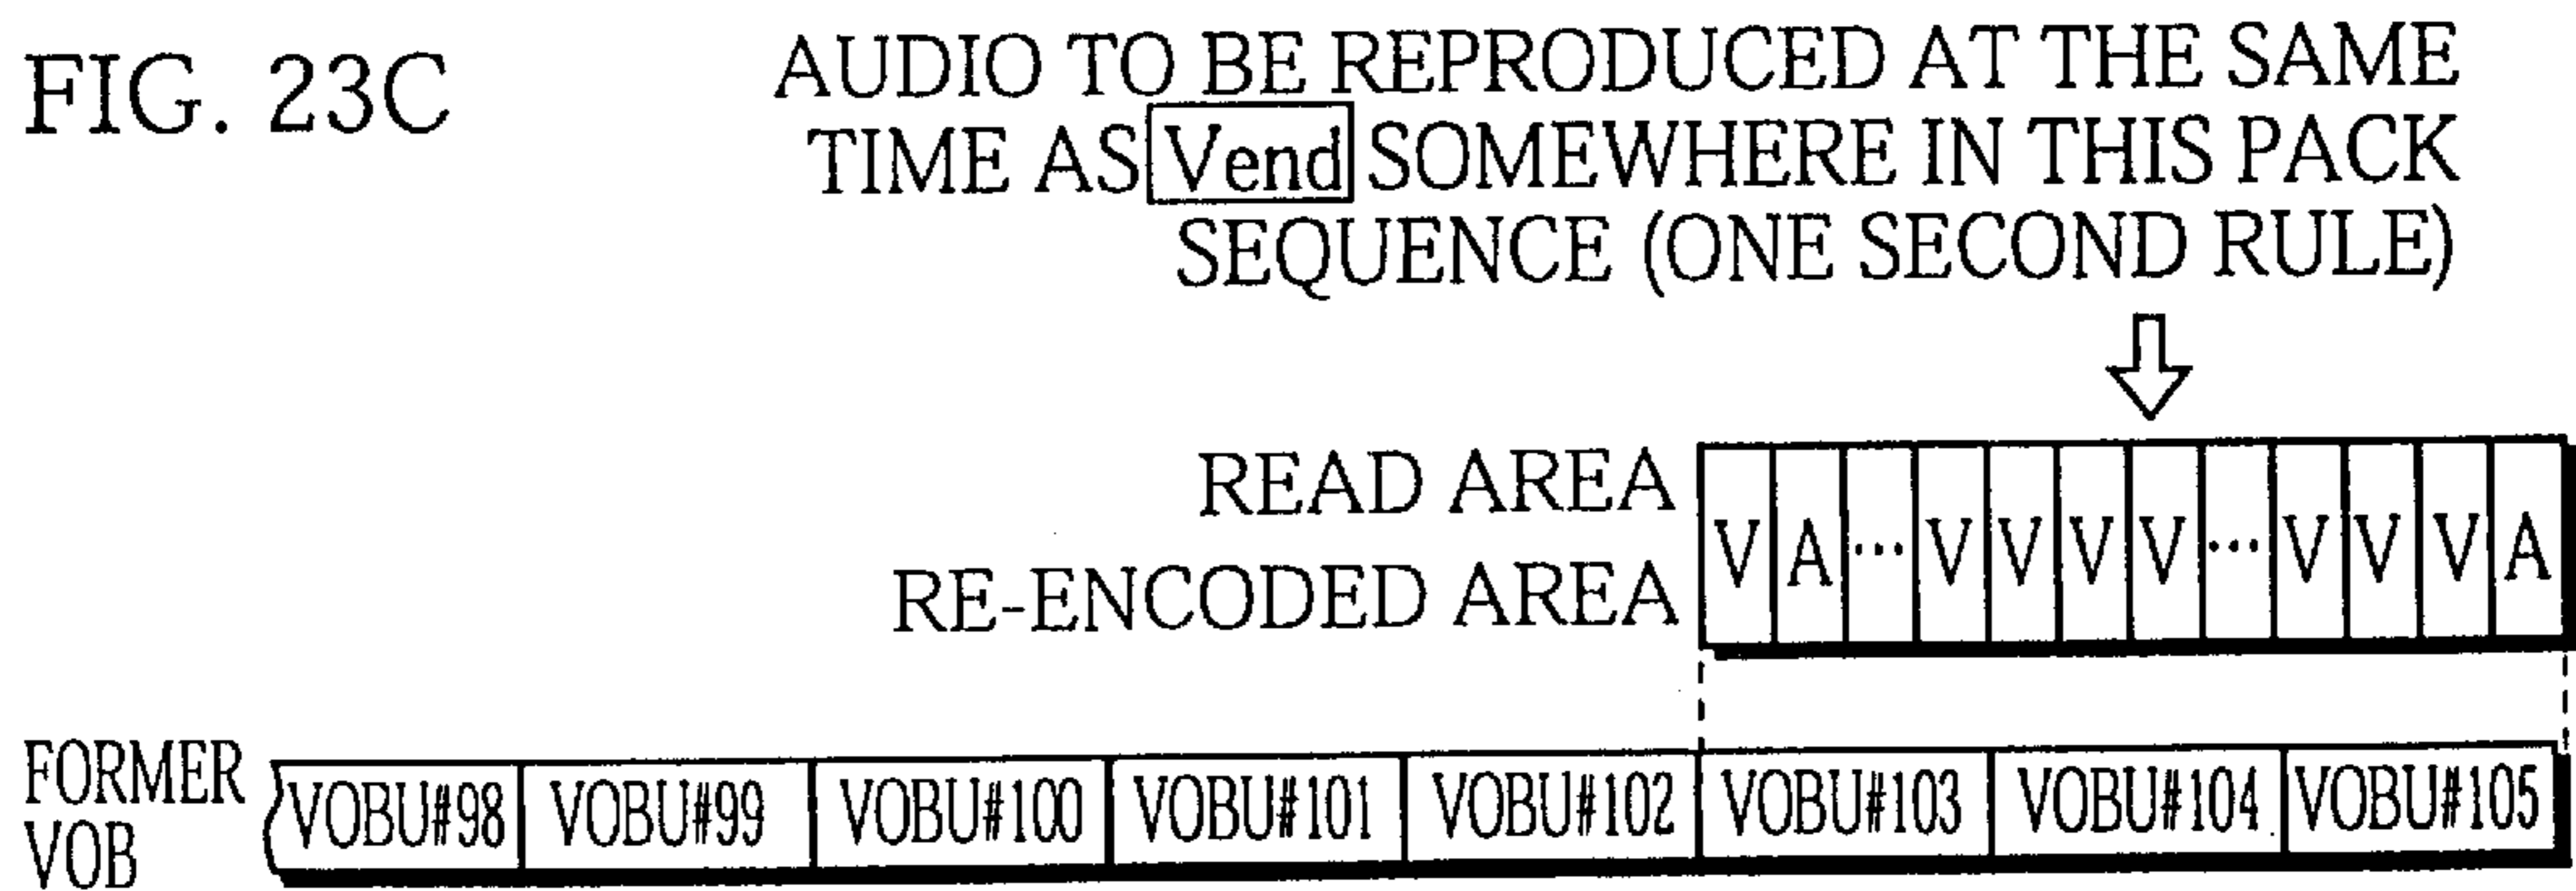 FIG. 23C
AUDIO TO BE REPRODUCED AT THE SAME
TIME AS Vend SOMEWHERE IN THIS PACK
SEQUENCE (ONE SECOND RULE)
READ AREA
RE-ENCODED AREA
V A ... V V V V ... V V V A
FORMER
VOB
VOBU#98 VOBU#99 VOBU#100 VOBU#101 VOBU#102 VOBU#103 VOBU#104 VOBU#105